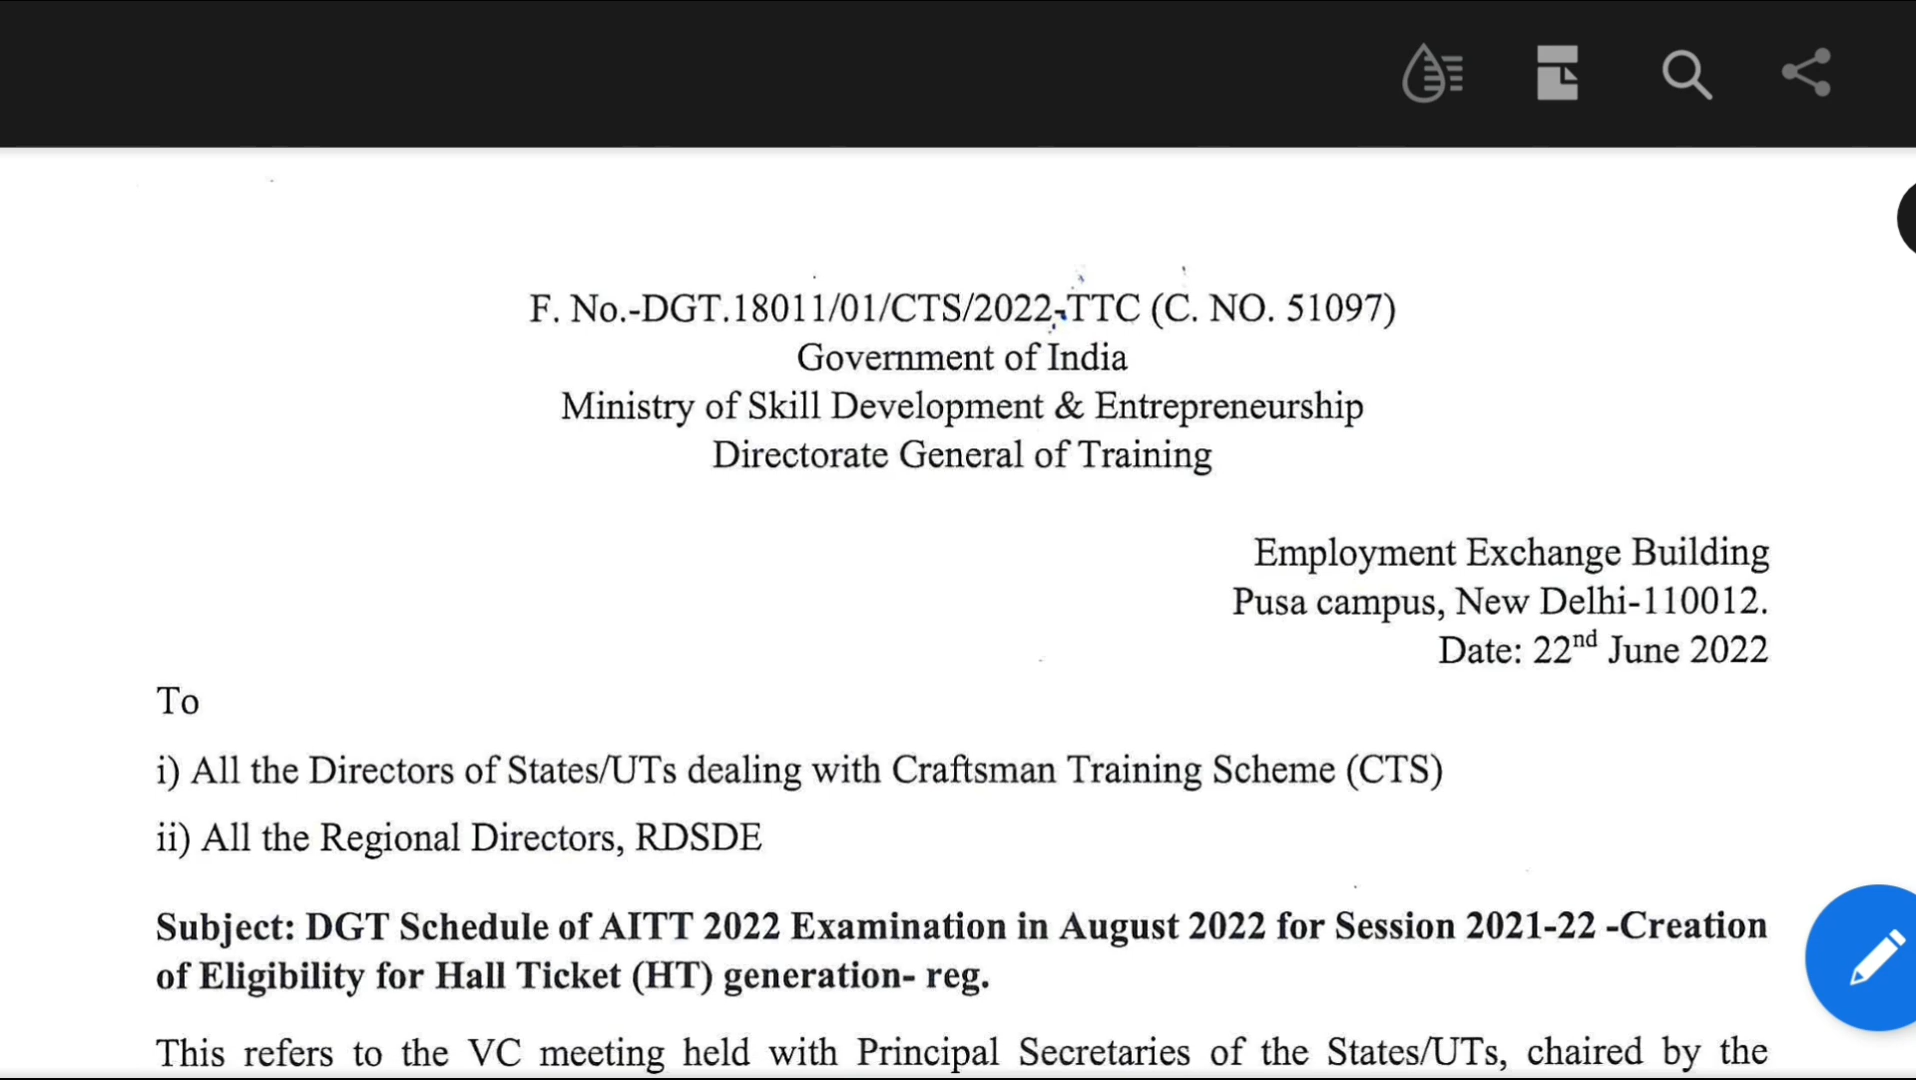 F. No.-DGT.18011/01/CTS/2022-TTC (C. NO. 51097)
Government of India
Ministry of Skill Development & Entrepreneurship
Directorate General of Training
Employment Exchange Building
Pusa campus, New Delhi-110012.
Date: 22nd June 2022
To
i) All the Directors of States/UTs dealing with Craftsman Training Scheme (CTS)
ii) All the Regional Directors, RDSDE
Subject: DGT Schedule of AITT 2022 Examination in August 2022 for Session 2021-22 -Creation
of Eligibility for Hall Ticket (HT) generation- reg.
This refers to the VC meeting held with Principal Secretaries of the States/UTs, chaired by the